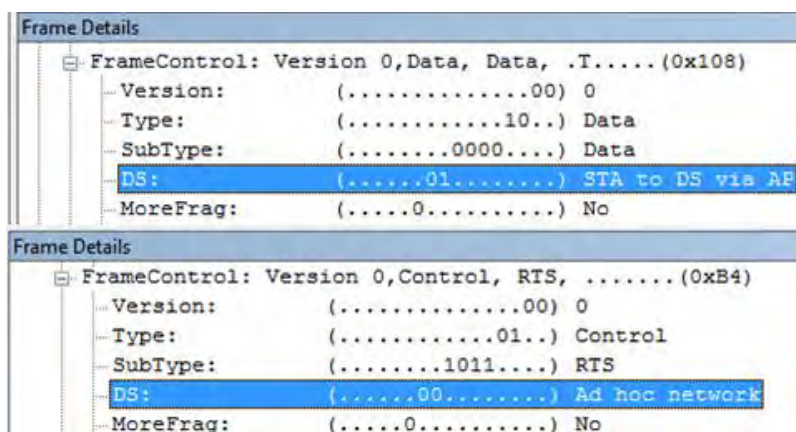 Frame Details
FrameControl: Version 0,Data, Data, .T.....(0x108)
Version: (..............00) 0
Type: (............10..) Data
SubType: (........0000....) Data
DS: (......01........) STA to DS via AP
MoreFrag: (.....0..........) No
Frame Details
FrameControl: Version 0,Control, RTS, .......(0xB4)
Version: (..............00) 0
Type: (............01..) Control
SubType: (........1011....) RTS
DS: (......00........) Ad hoc network
MoreFrag: (.....0..........) No